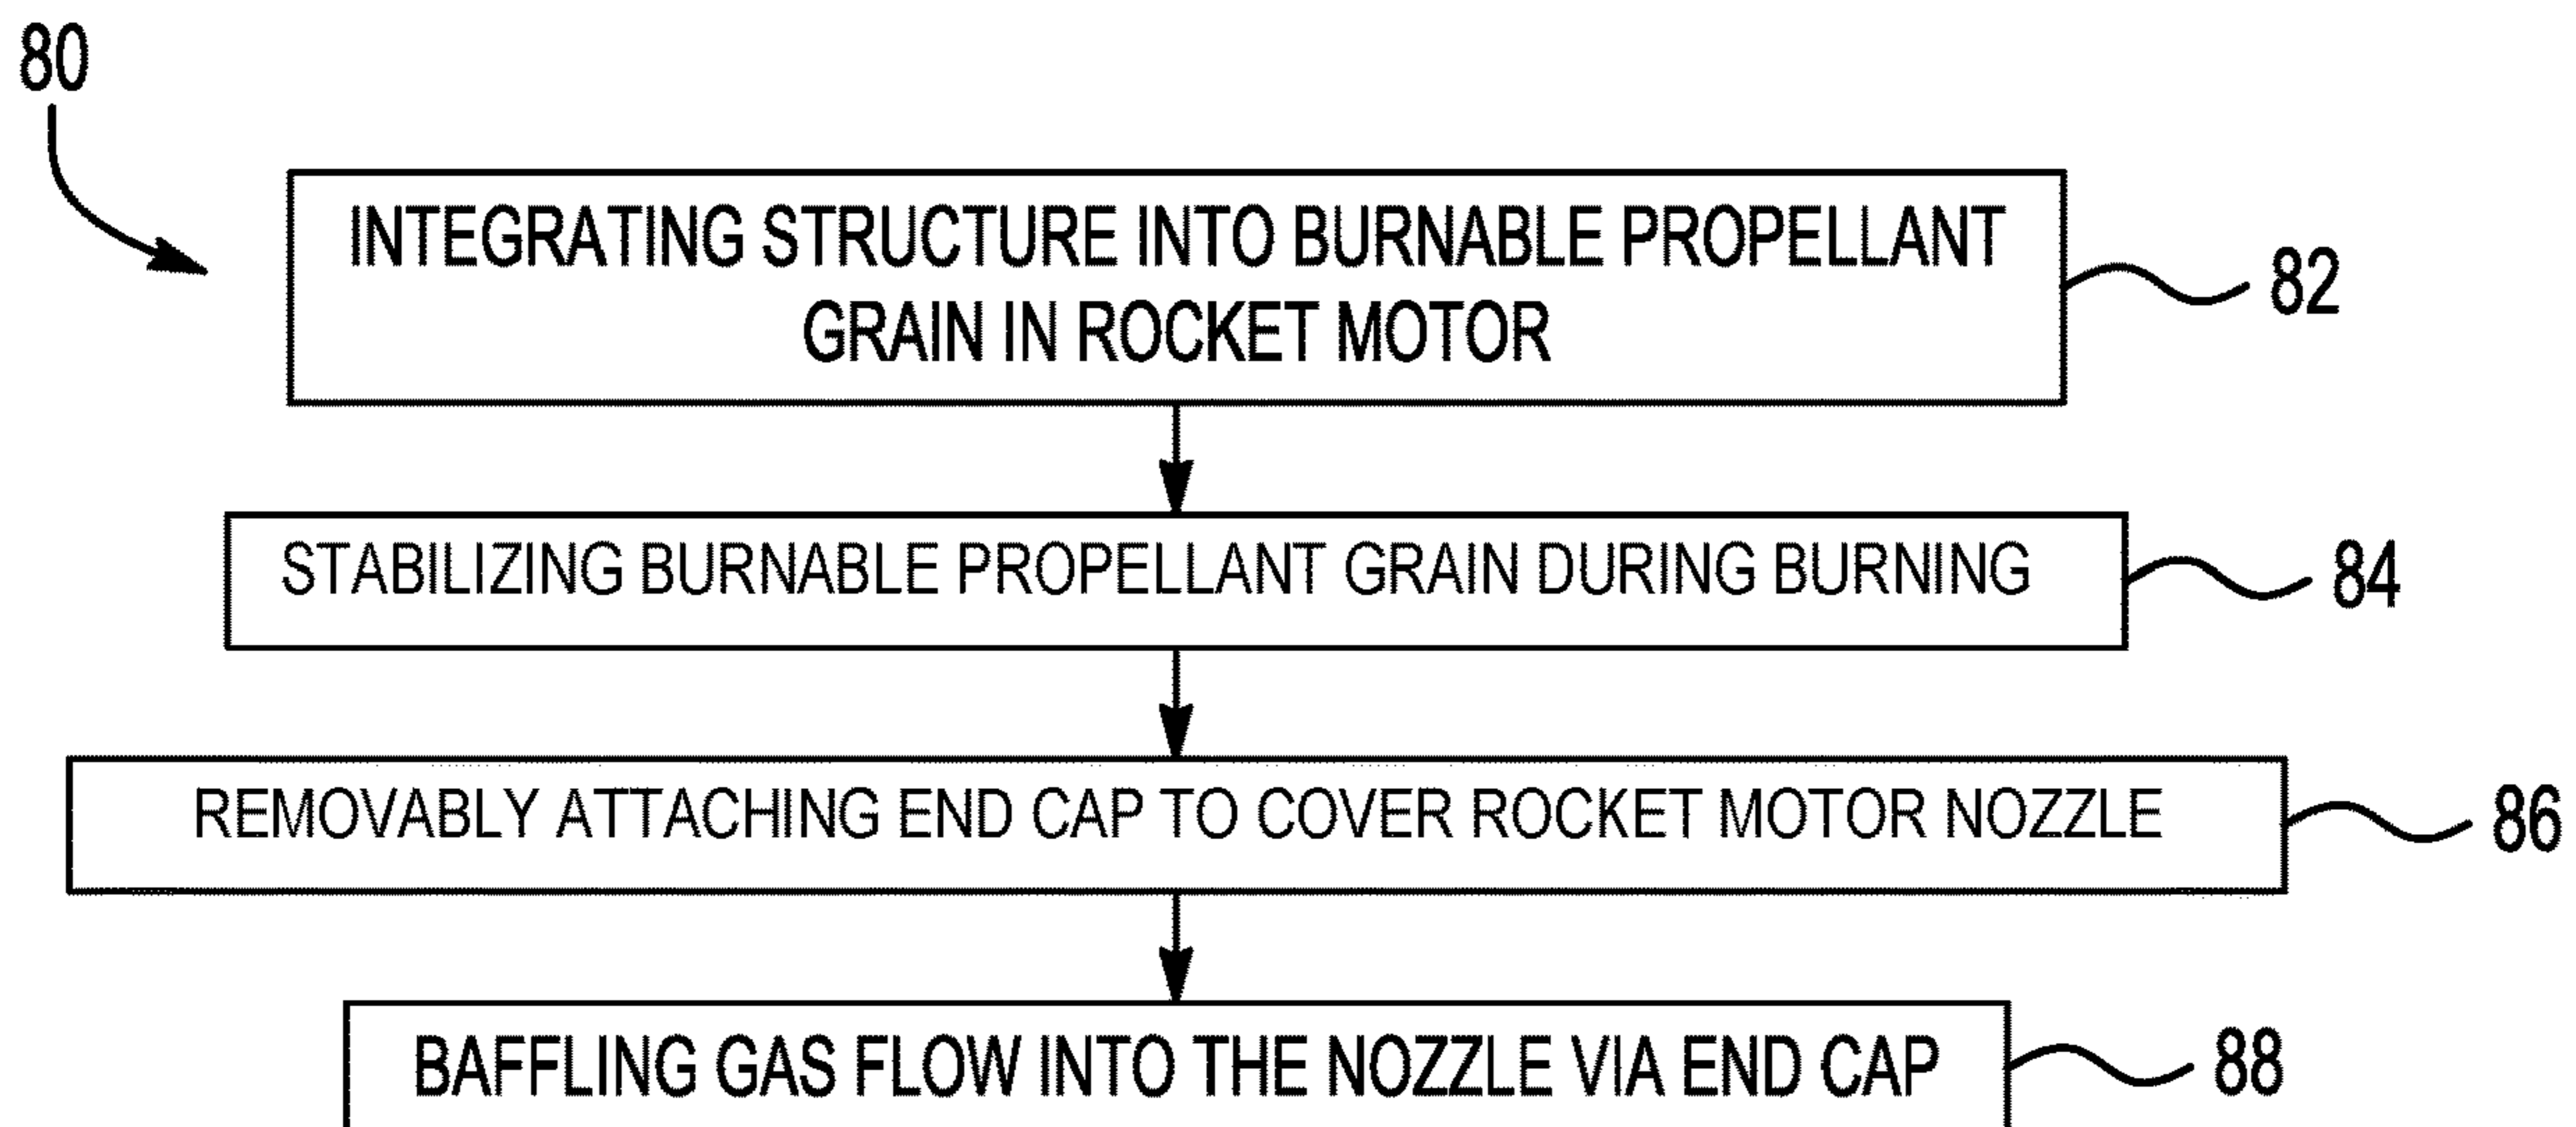 80
INTEGRATING STRUCTURE INTO BURNABLE PROPELLANT
GRAIN IN ROCKET MOTOR
82
STABILIZING BURNABLE PROPELLANT GRAIN DURING BURNING
84
REMOVABLY ATTACHING END CAP TO COVER ROCKET MOTOR NOZZLE
86
BAFFLING GAS FLOW INTO THE NOZZLE VIA END CAP
88